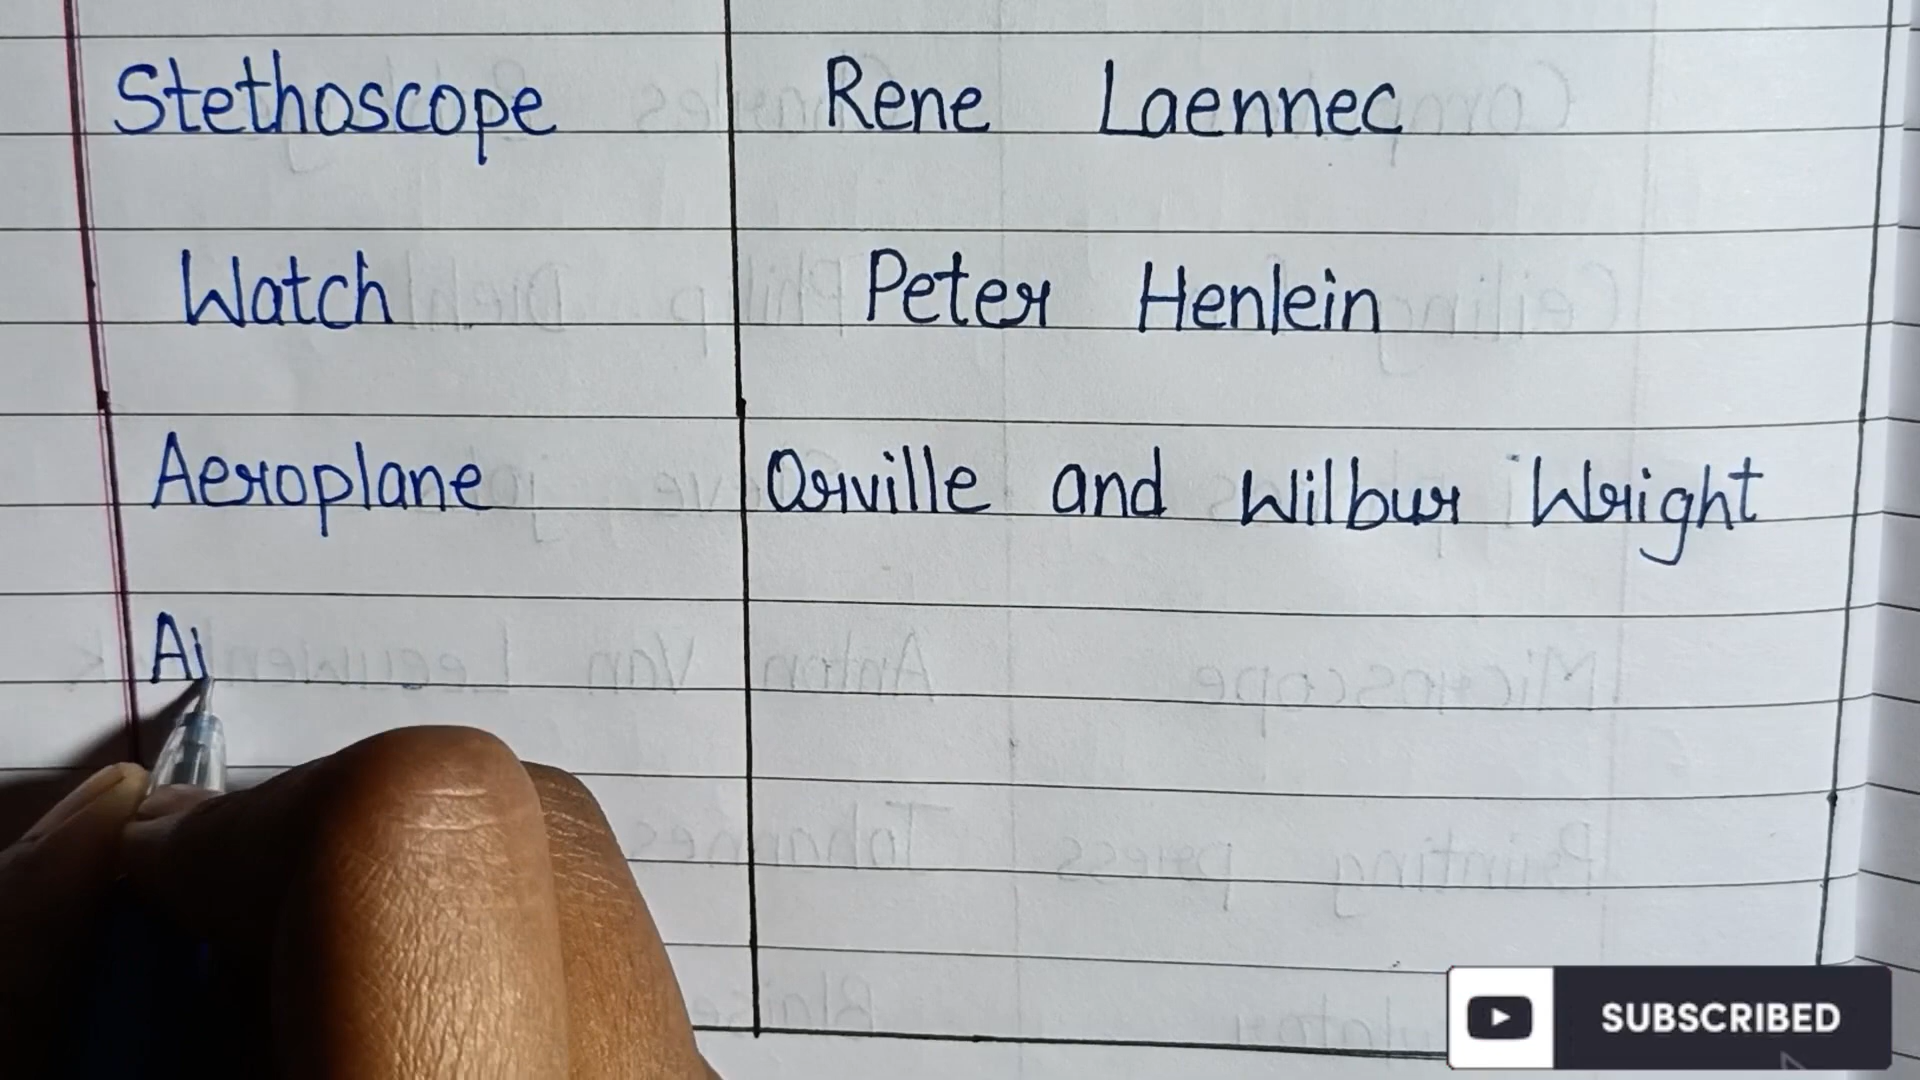 Stethoscope Rene Laennec
Watch Peter Henlein
Aeroplane Orville and Wilbur Wright
Ai
SUBSCRIBED